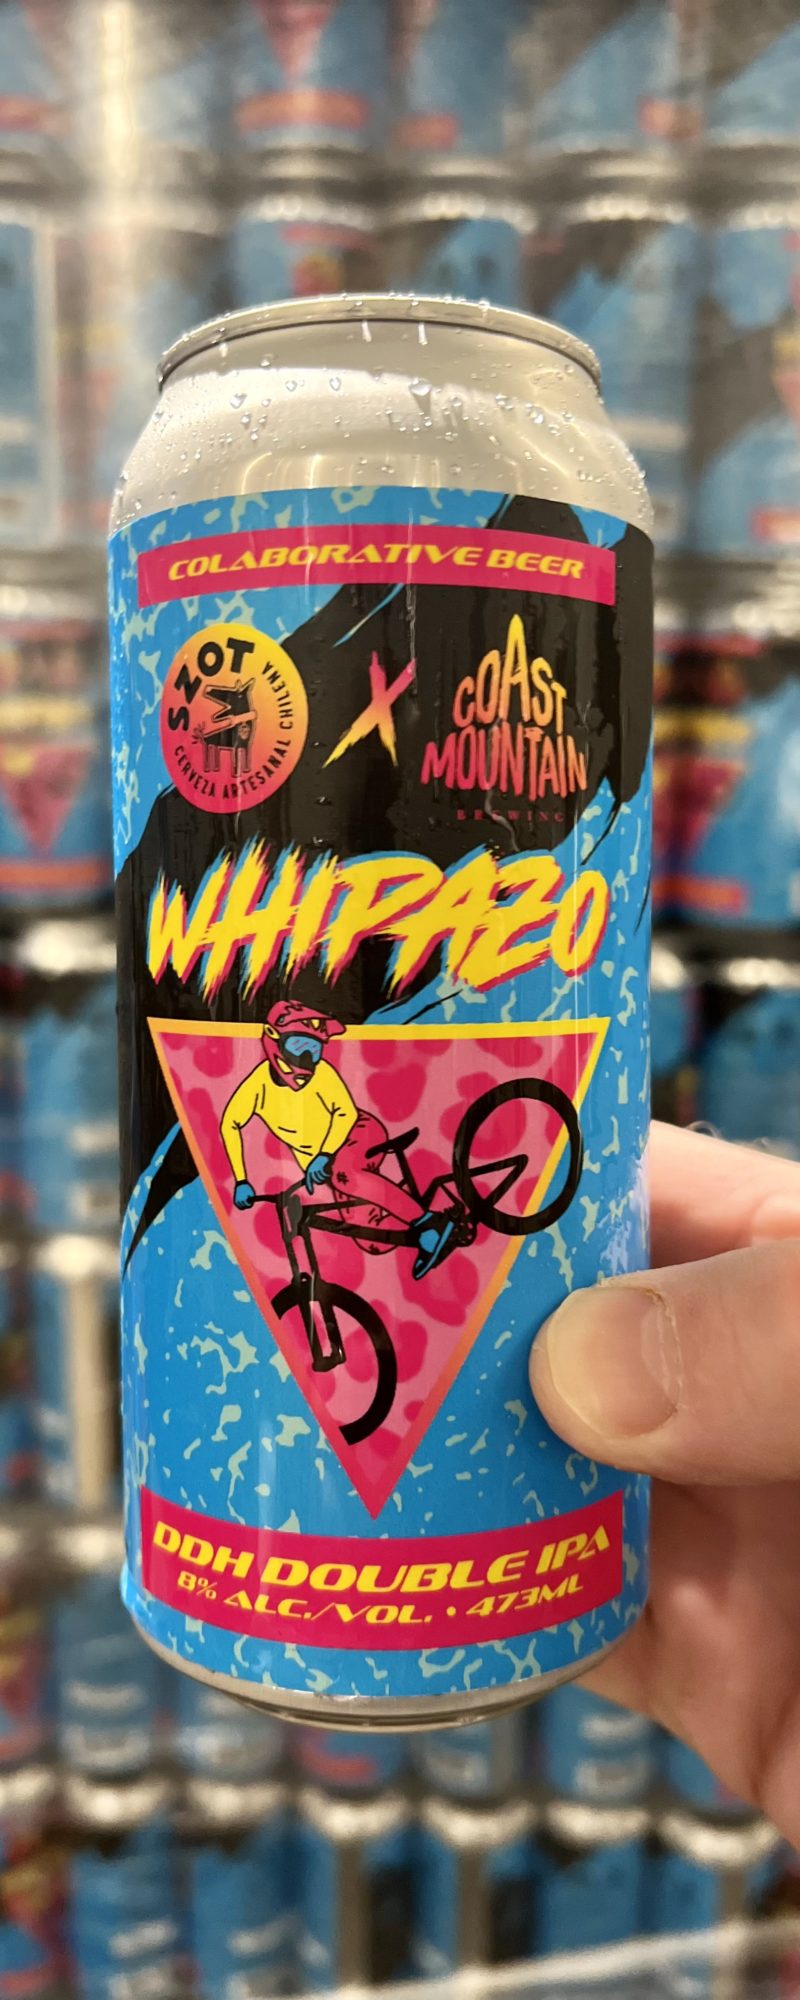 COLABORATIVE BEER
SZOT
CERVEZA ARTESANAL CHILENA
X
COAST
MOUNTAIN
BREWING
WHIPAZO
DDH DOUBLE IPA
8% ALC./VOL. • 473ML